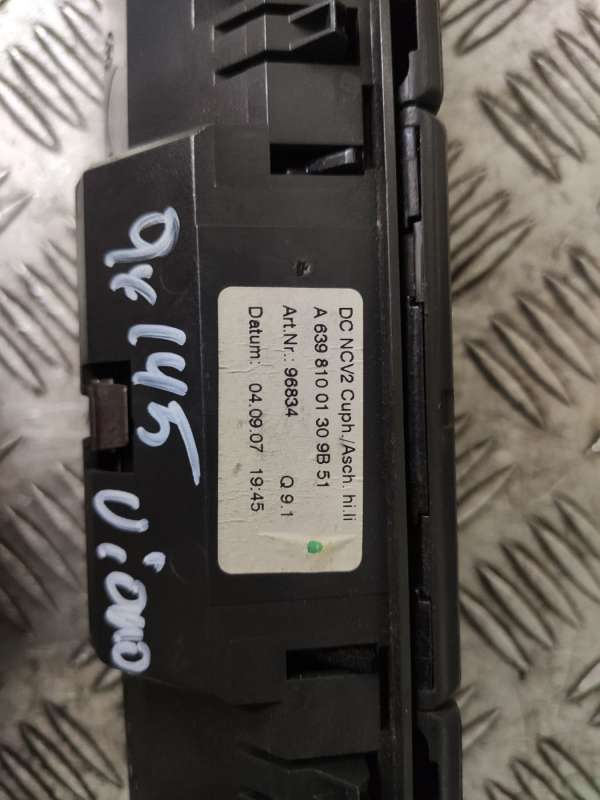 DC NCV2 Cuph./Asch. hi.li
A 639 810 01 30 9B 51
Art.Nr.: 96834 Q 9.1
Datum: 04.09.07 19:45
145
Viano